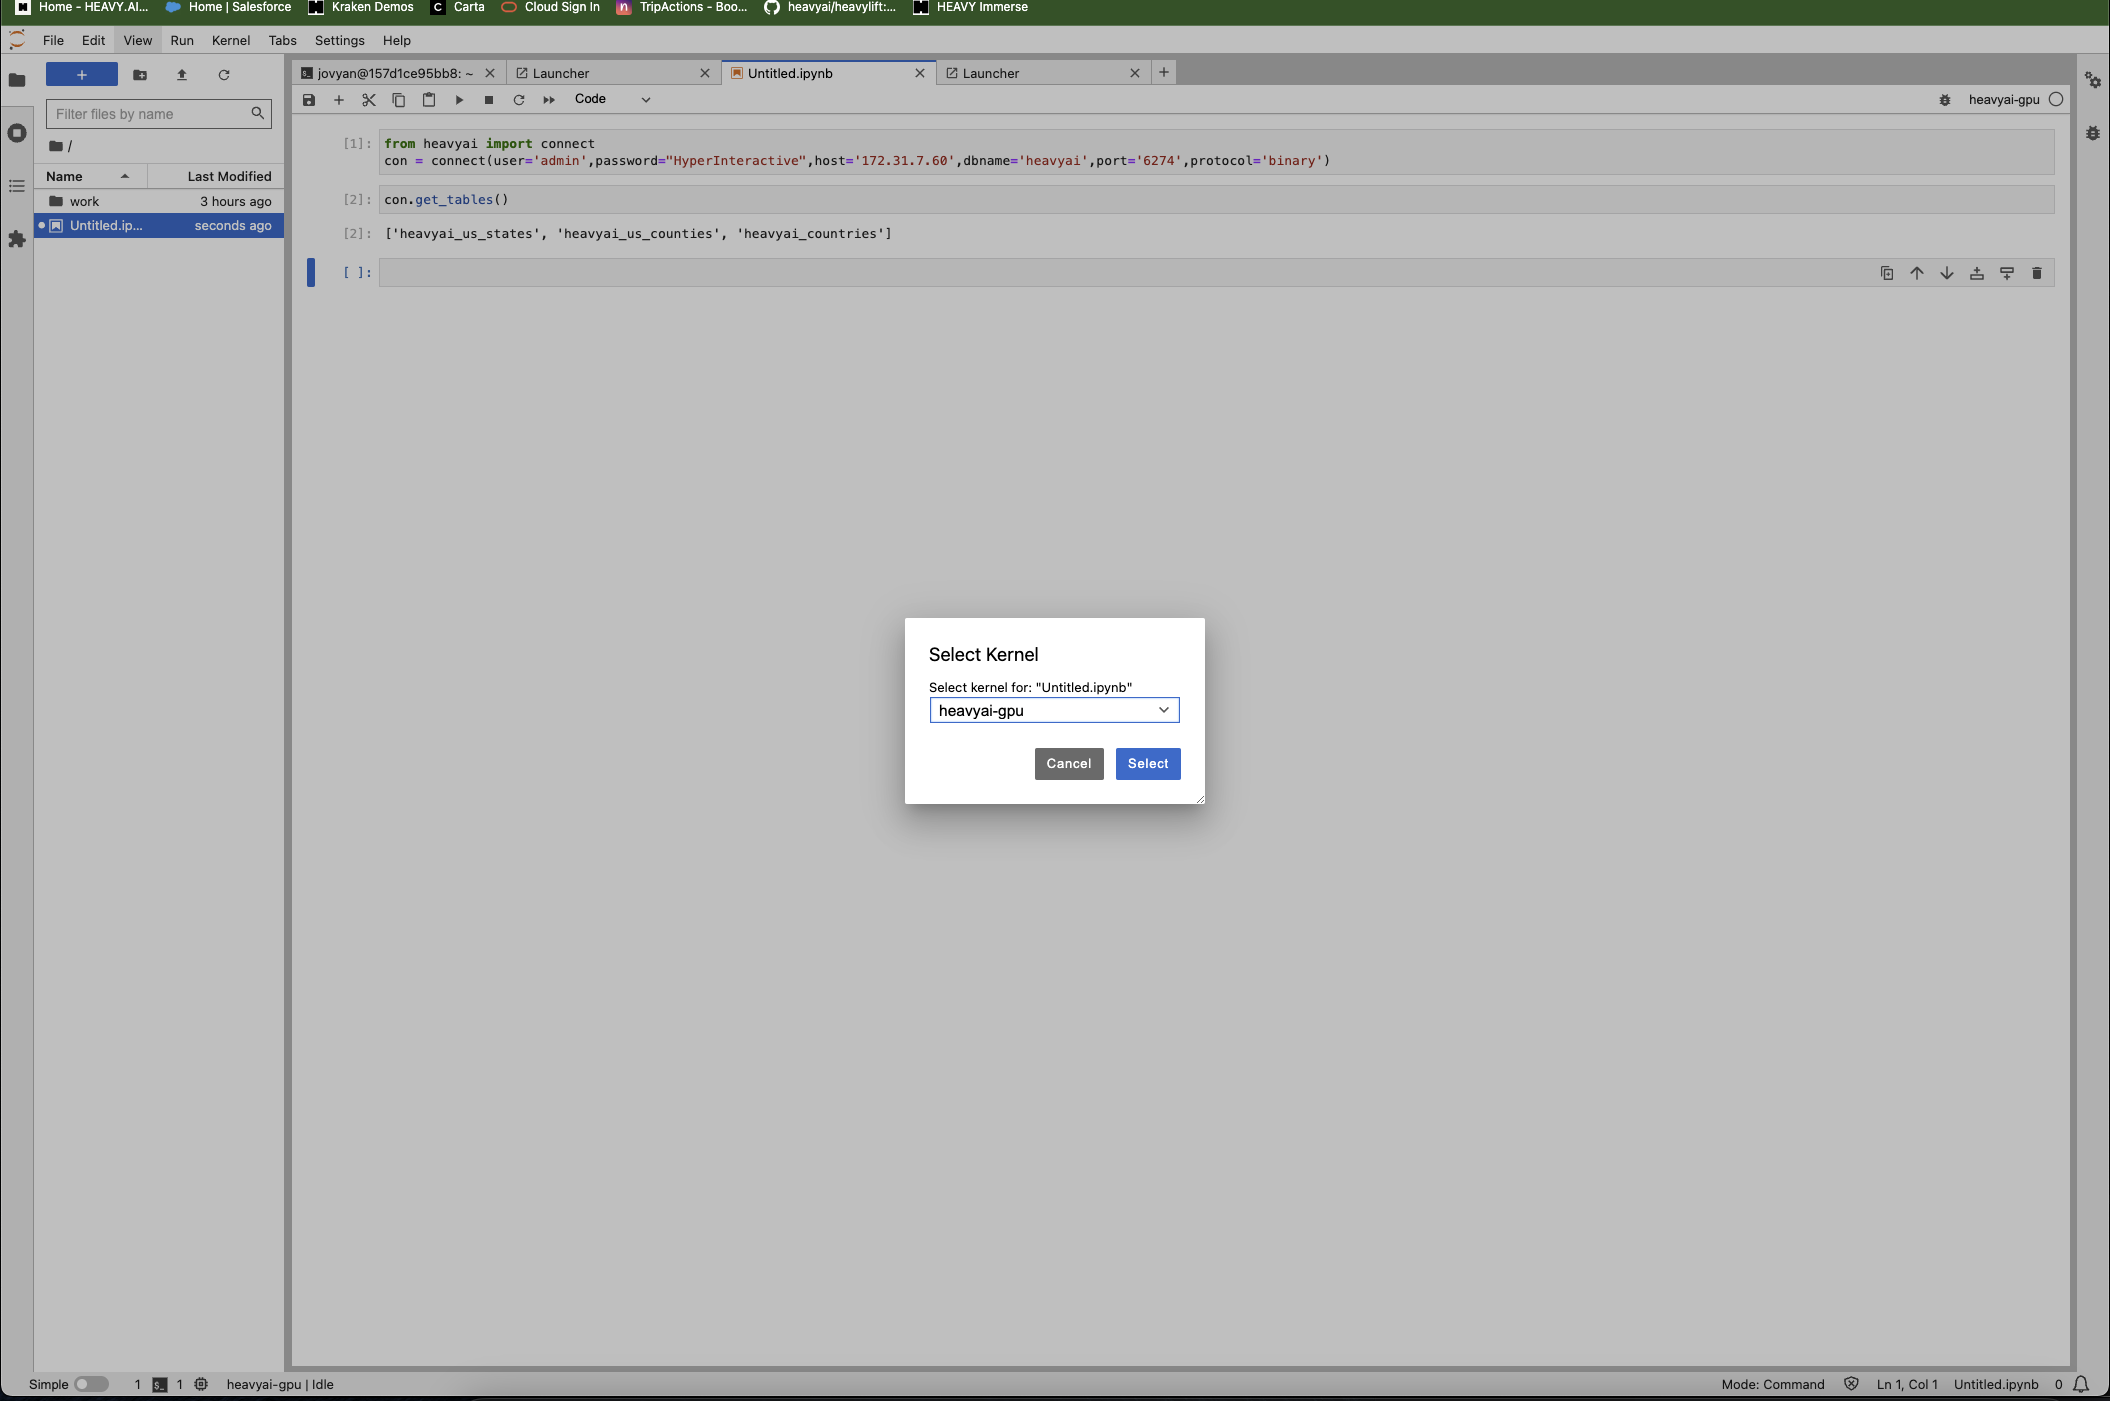 Home - HEAVY.AI... Home | Salesforce Kraken Demos C Carta Cloud Sign In n TripActions - Boo... heavyai/heavylift:... HEAVY Immerse
File Edit View Run Kernel Tabs Settings Help
+
jovyan@157d1ce95bb8: ~ Launcher Untitled.ipynb Launcher
Filter files by name
Code
heavyai-gpu
/
Name Last Modified
work 3 hours ago
Untitled.ip... seconds ago
[1]: from heavyai import connect
con = connect(user='admin',password="HyperInteractive",host='172.31.7.60',dbname='heavyai',port='6274',protocol='binary')
[2]: con.get_tables()
[2]: ['heavyai_us_states', 'heavyai_us_counties', 'heavyai_countries']
[ ]:
Select Kernel
Select kernel for: "Untitled.ipynb"
heavyai-gpu
Cancel Select
Simple 1 $_ 1 heavyai-gpu | Idle Mode: Command Ln 1, Col 1 Untitled.ipynb 0